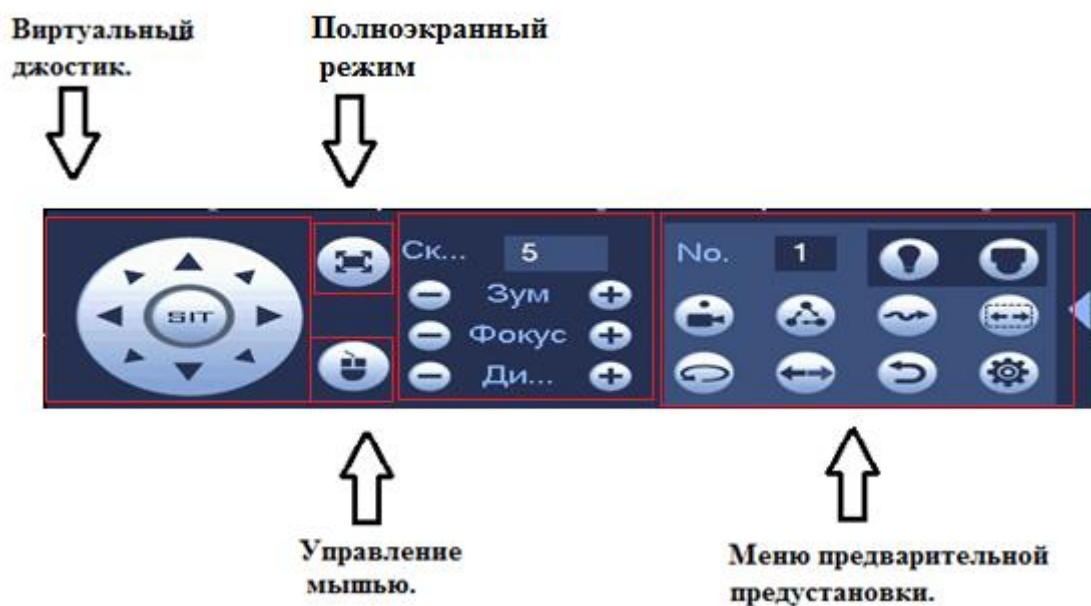 Виртуальный
джостик.
Полноэкранный
режим
SIT
Ск... 5
Зум
Фокус
Ди...
No. 1
Управление
мышью.
Меню предварительной
предустановки.